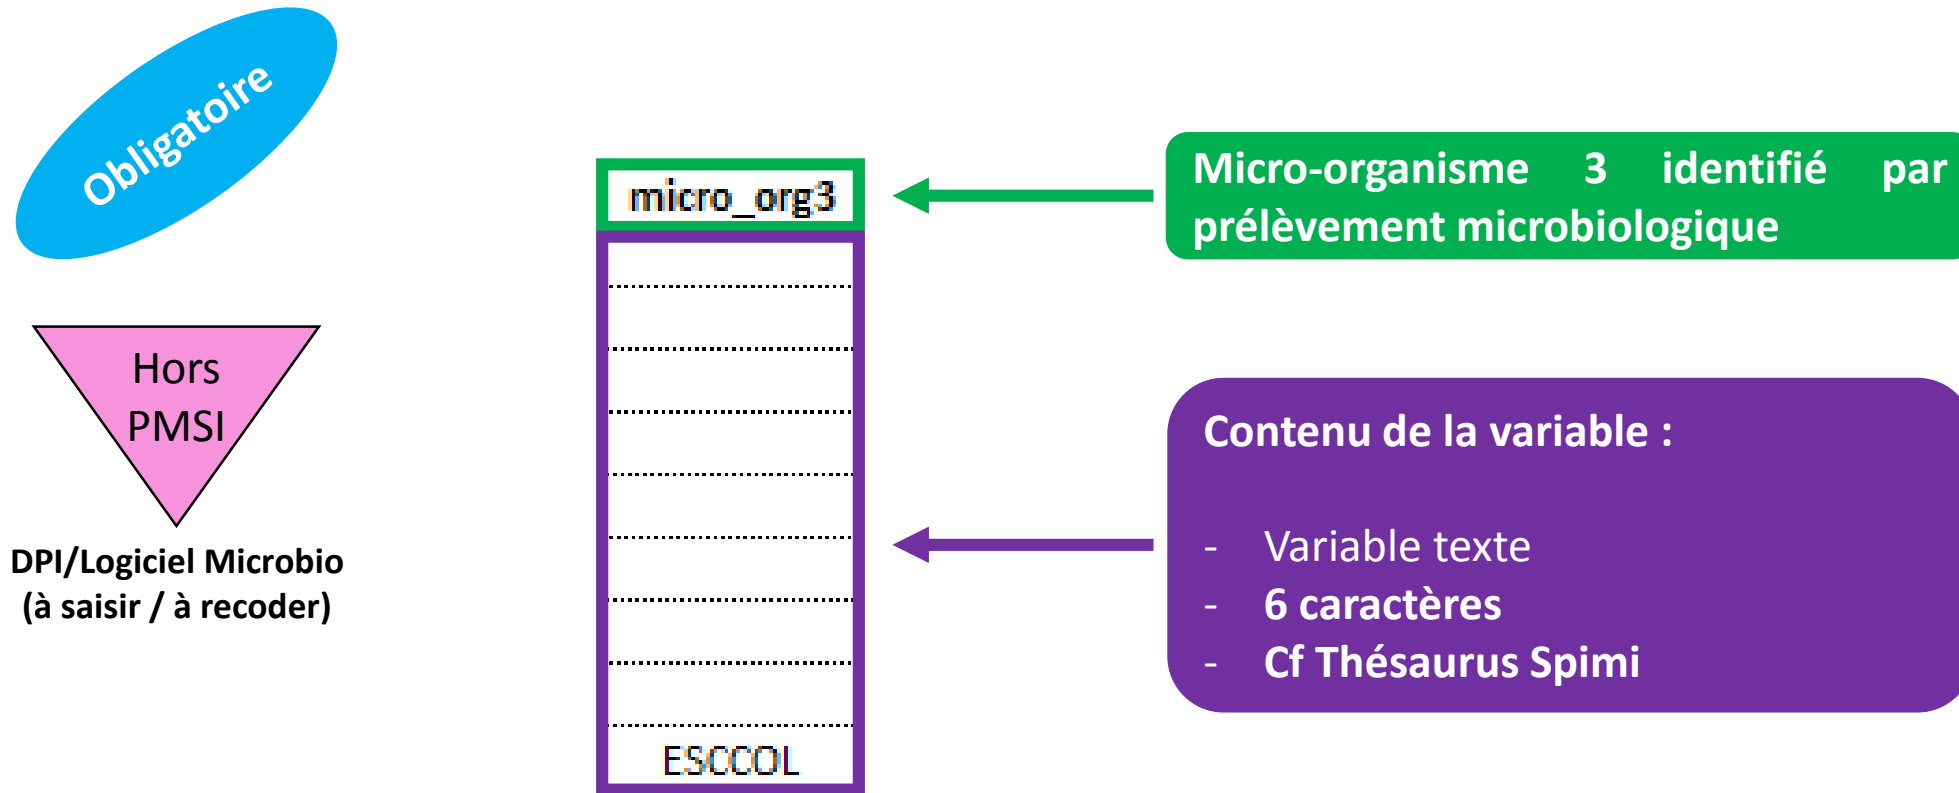 Obligatoire
Hors
PMSI
DPI/Logiciel Microbio
(à saisir / à recoder)
micro_org3
ESCCOL
Micro-organisme 3 identifié par
prélèvement microbiologique
Contenu de la variable :
- Variable texte
- 6 caractères
- Cf Thésaurus Spimi